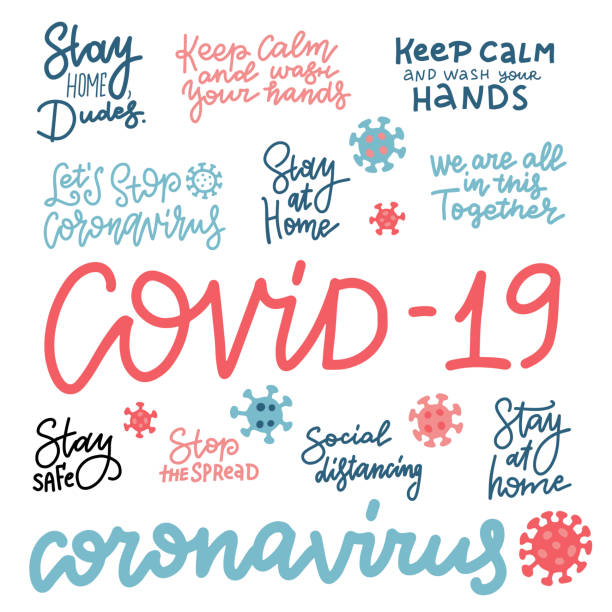 Stay
HOME,
Dudes.
Keep Calm
and wash
your hands
KEEP CALM
AND WASH your
HANDS
Let's Stop
coronavirus
Stay
at
Home
we are all
in this
Together
COViD-19
Stay
SAFe
Stop
THE SPREAD
Social
distancing
Stay
at
home
coronavirus